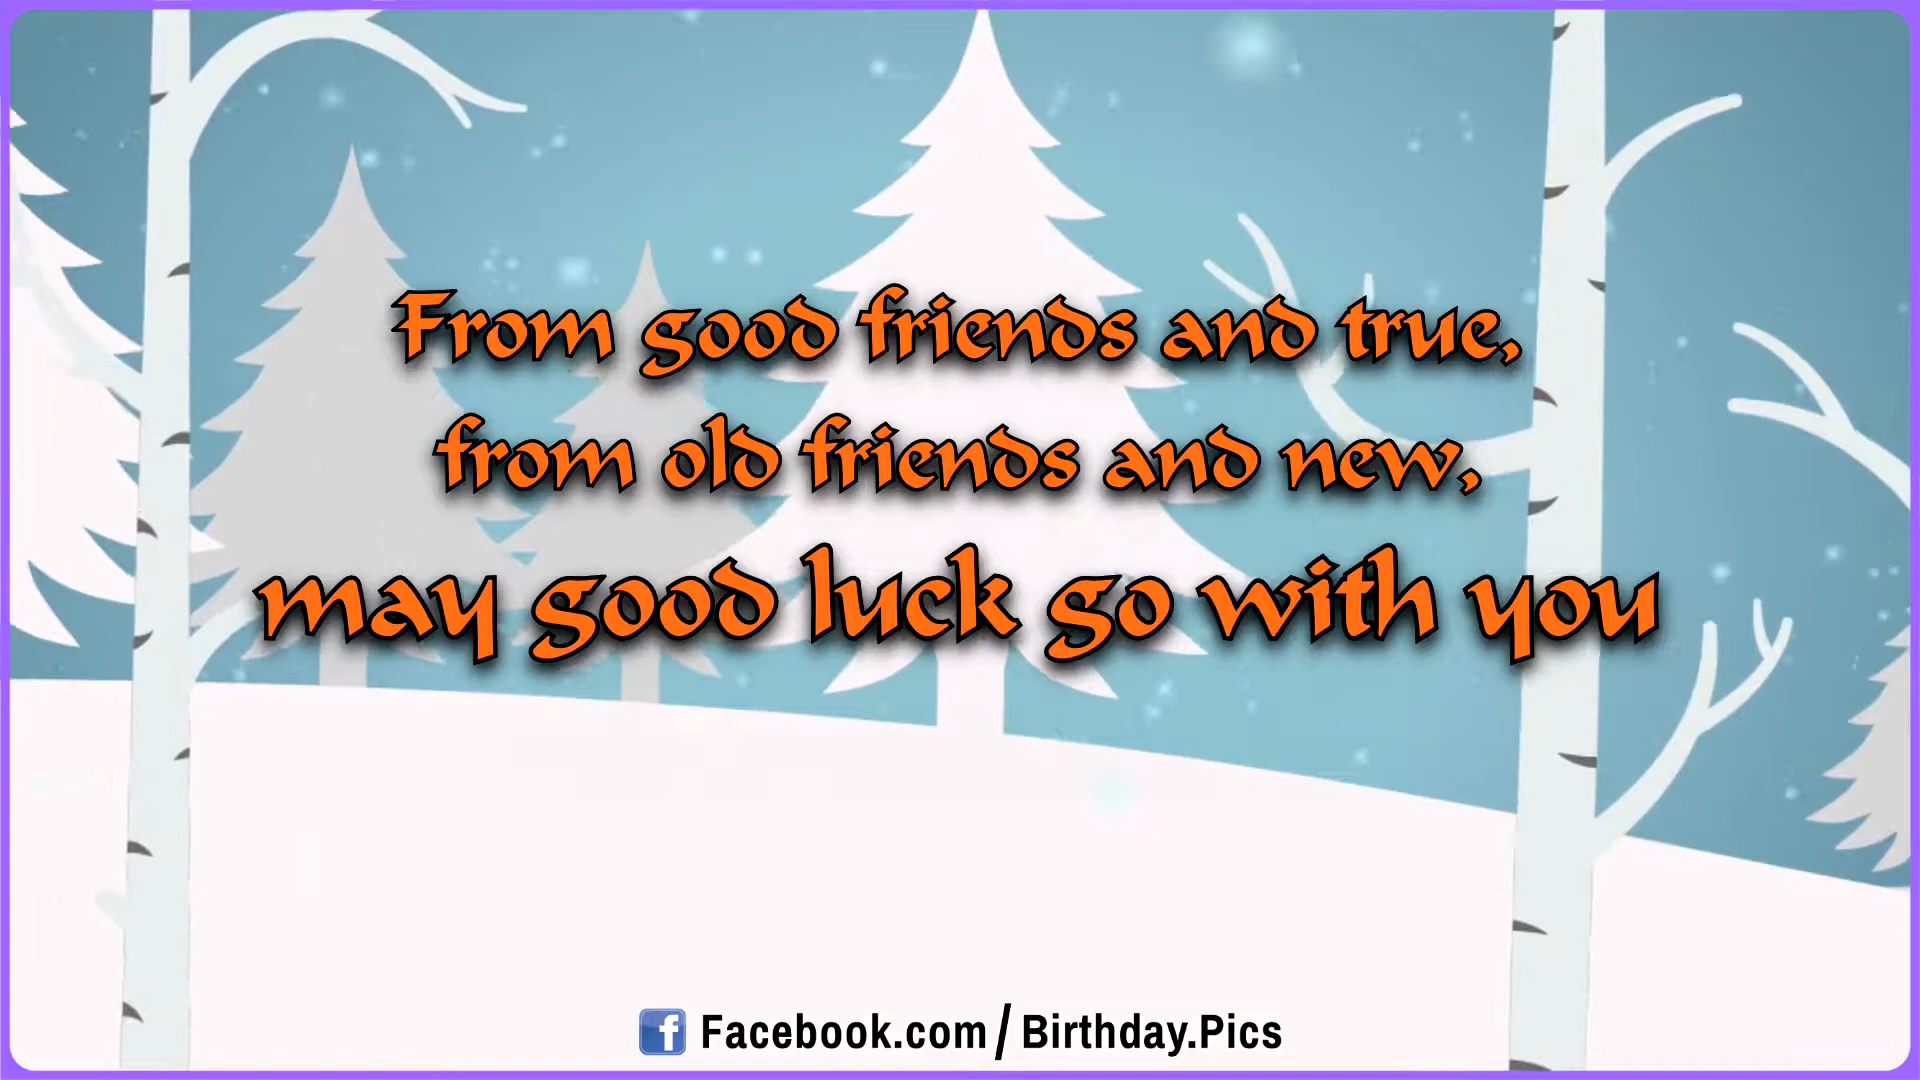 From good friends and true,
from old friends and new,
may good luck go with you
Facebook.com/Birthday.Pics